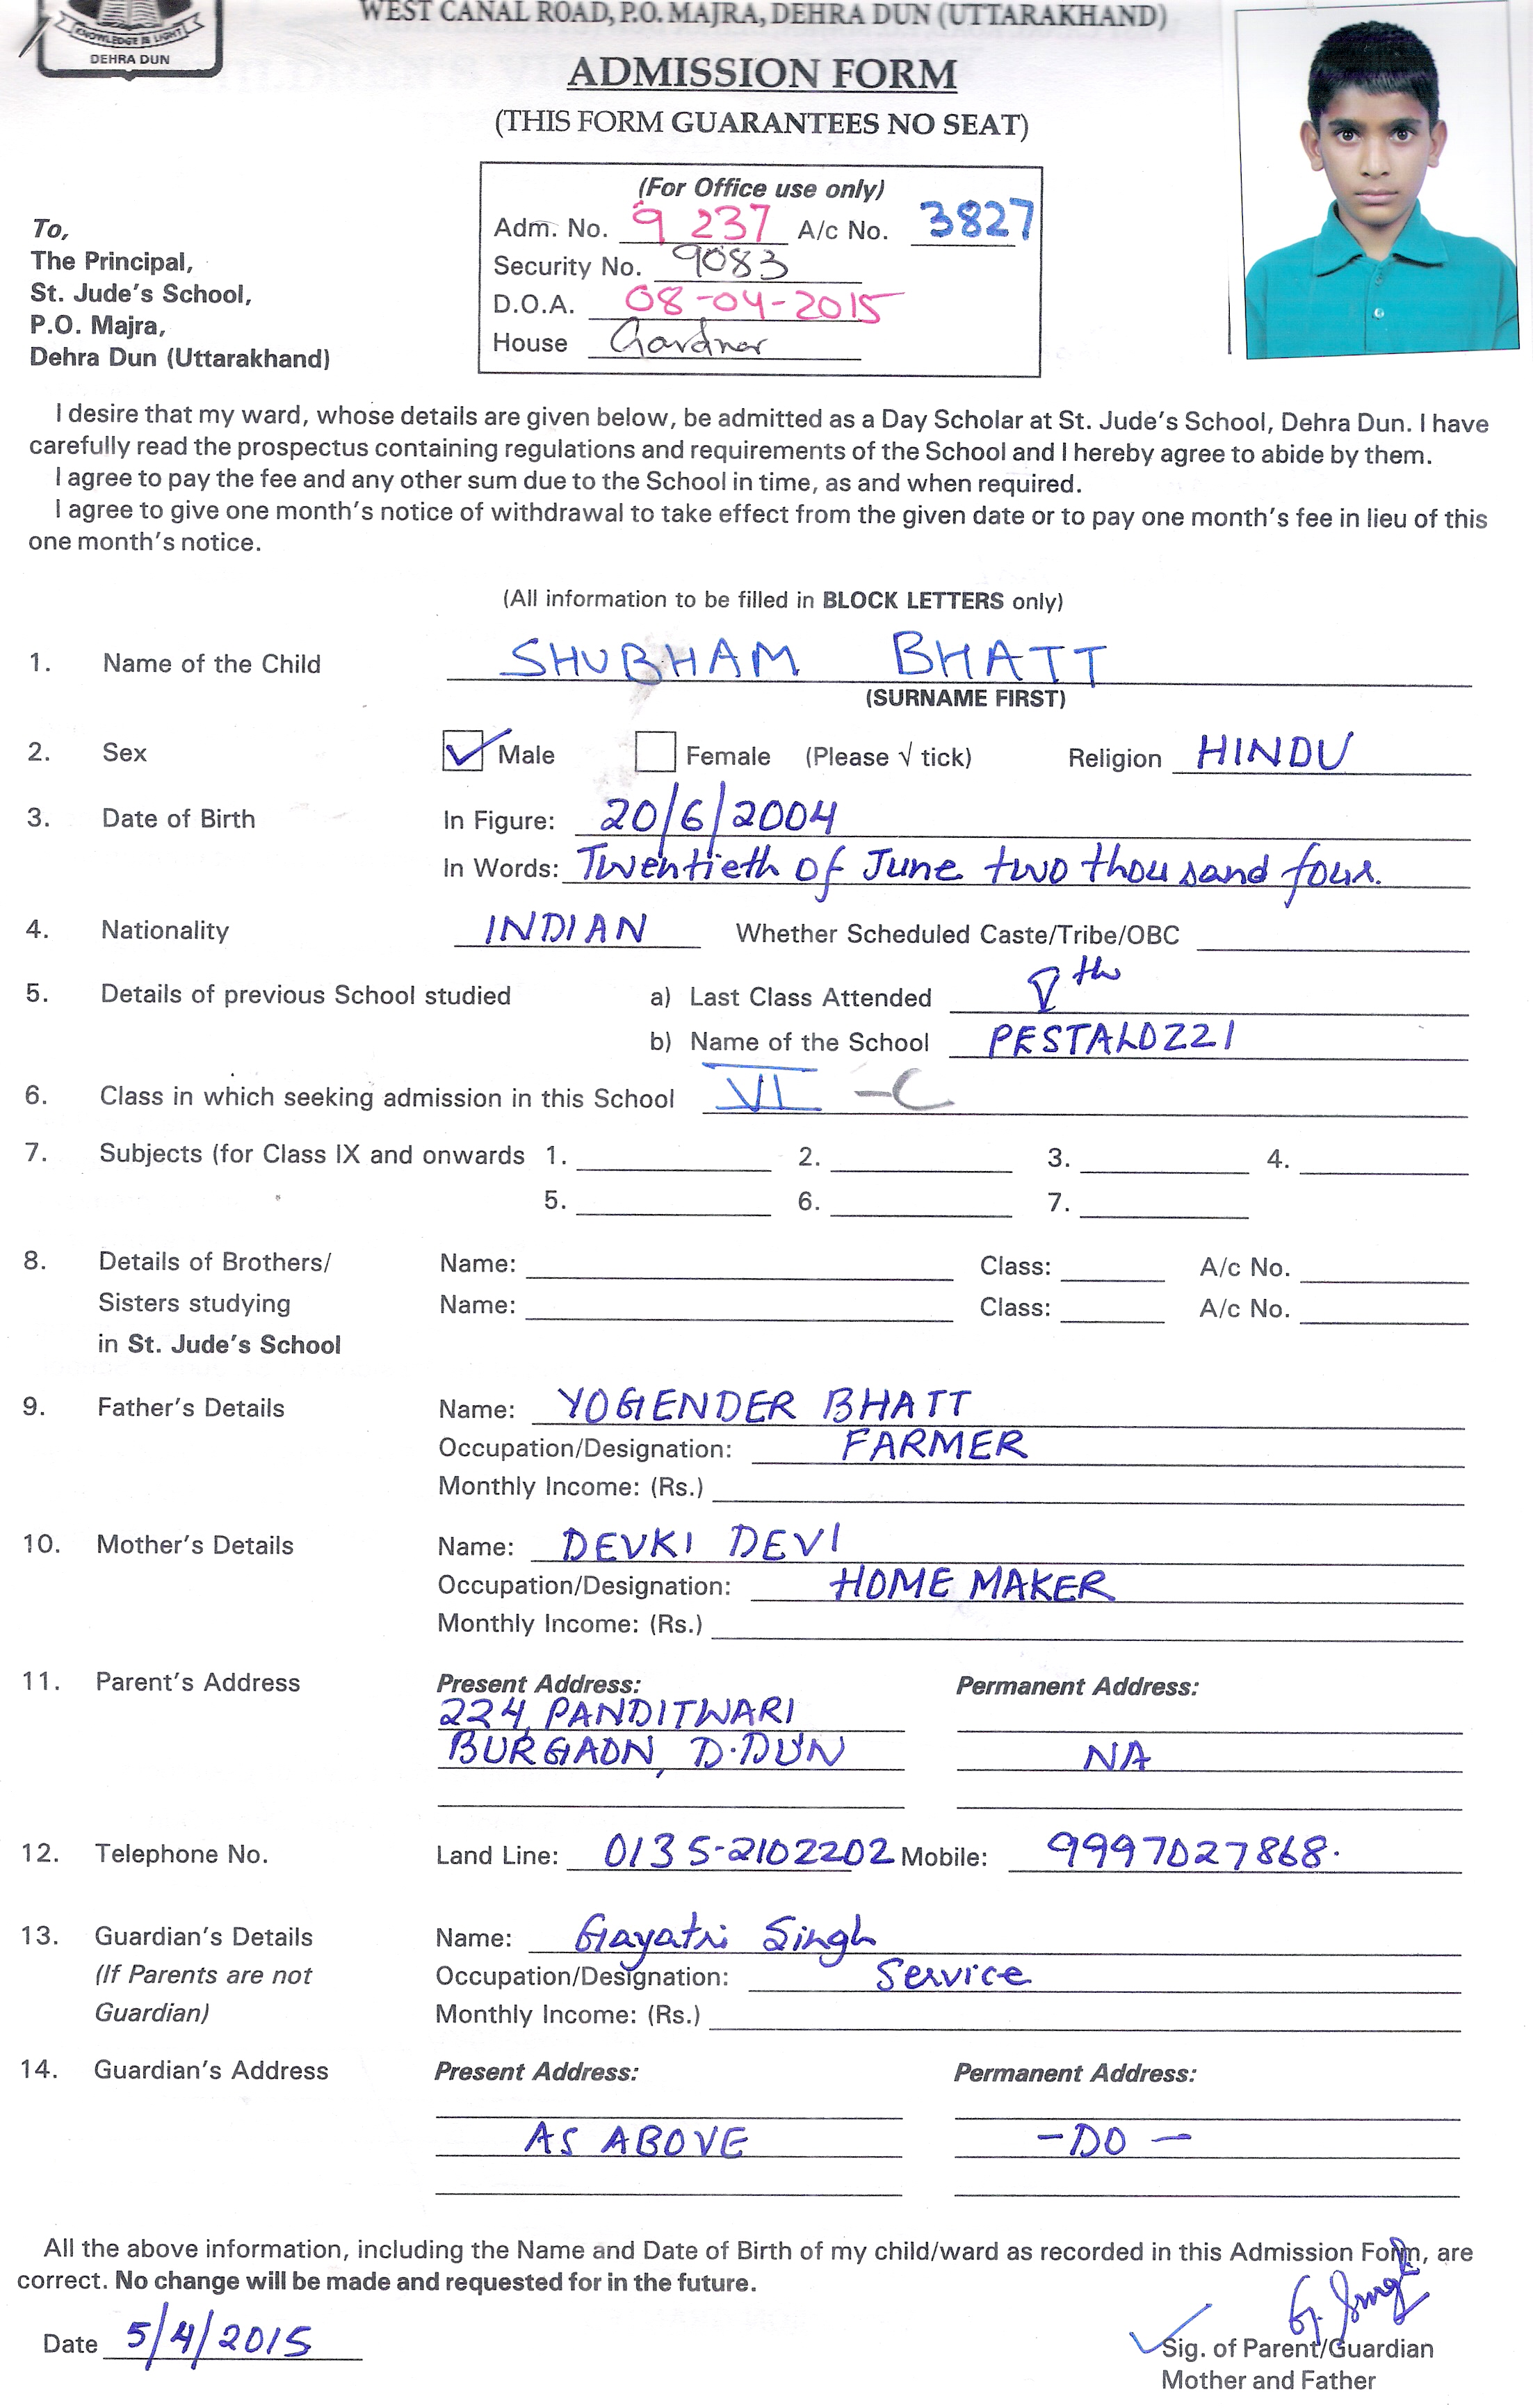 KNOWLEDGE IS LIGHT
DEHRA DUN
WEST CANAL ROAD, P.O. MAJRA, DEHRA DUN (UTTARAKHAND)
ADMISSION FORM
(THIS FORM GUARANTEES NO SEAT)
(For Office use only)
Adm. No. 9237 A/c No. 3827
Security No. 9083
D.O.A. 08-04-2015
House Gardner
To,
The Principal,
St. Jude's School,
P.O. Majra,
Dehra Dun (Uttarakhand)
I desire that my ward, whose details are given below, be admitted as a Day Scholar at St. Jude's School, Dehra Dun. I have
carefully read the prospectus containing regulations and requirements of the School and I hereby agree to abide by them.
I agree to pay the fee and any other sum due to the School in time, as and when required.
I agree to give one month's notice of withdrawal to take effect from the given date or to pay one month's fee in lieu of this
one month's notice.
(All information to be filled in BLOCK LETTERS only)
1. Name of the Child SHUBHAM BHATT
(SURNAME FIRST)
2. Sex Male Female (Please √ tick) Religion HINDU
3. Date of Birth In Figure: 20/6/2004
In Words: Twentieth of June two thousand four.
4. Nationality INDIAN Whether Scheduled Caste/Tribe/OBC
5. Details of previous School studied a) Last Class Attended Vth
b) Name of the School PESTALOZZI
6. Class in which seeking admission in this School VI -C
7. Subjects (for Class IX and onwards 1. 2. 3. 4.
5. 6. 7.
8. Details of Brothers/ Name: Class: A/c No.
Sisters studying Name: Class: A/c No.
in St. Jude's School
9. Father's Details Name: YOGENDER BHATT
Occupation/Designation: FARMER
Monthly Income: (Rs.)
10. Mother's Details Name: DEVKI DEVI
Occupation/Designation: HOME MAKER
Monthly Income: (Rs.)
11. Parent's Address Present Address: Permanent Address:
224, PANDITWARI
BURGAON, D.DUN NA
12. Telephone No. Land Line: 0135-2102202 Mobile: 9997027868.
13. Guardian's Details Name: Gayatri Singh
(If Parents are not Occupation/Designation: Service
Guardian) Monthly Income: (Rs.)
14. Guardian's Address Present Address: Permanent Address:
AS ABOVE -DO-
All the above information, including the Name and Date of Birth of my child/ward as recorded in this Admission Form, are
correct. No change will be made and requested for in the future.
G. Singh
Date 5/4/2015 Sig. of Parent/Guardian
Mother and Father